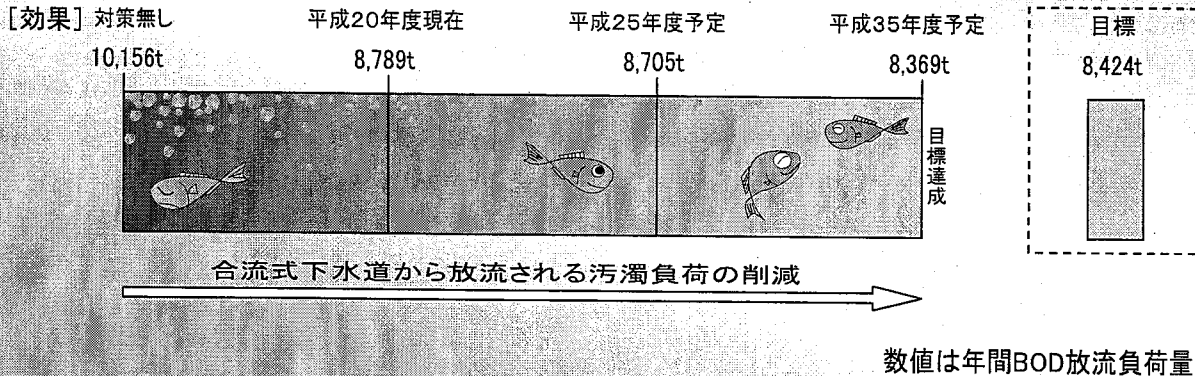 [効果] 対策無し 平成20年度現在 平成25年度予定 平成35年度予定 目標
10,156t 8,789t 8,705t 8,369t 8,424t
目標達成
合流式下水道から放流される汚濁負荷の削減
数値は年間BOD放流負荷量